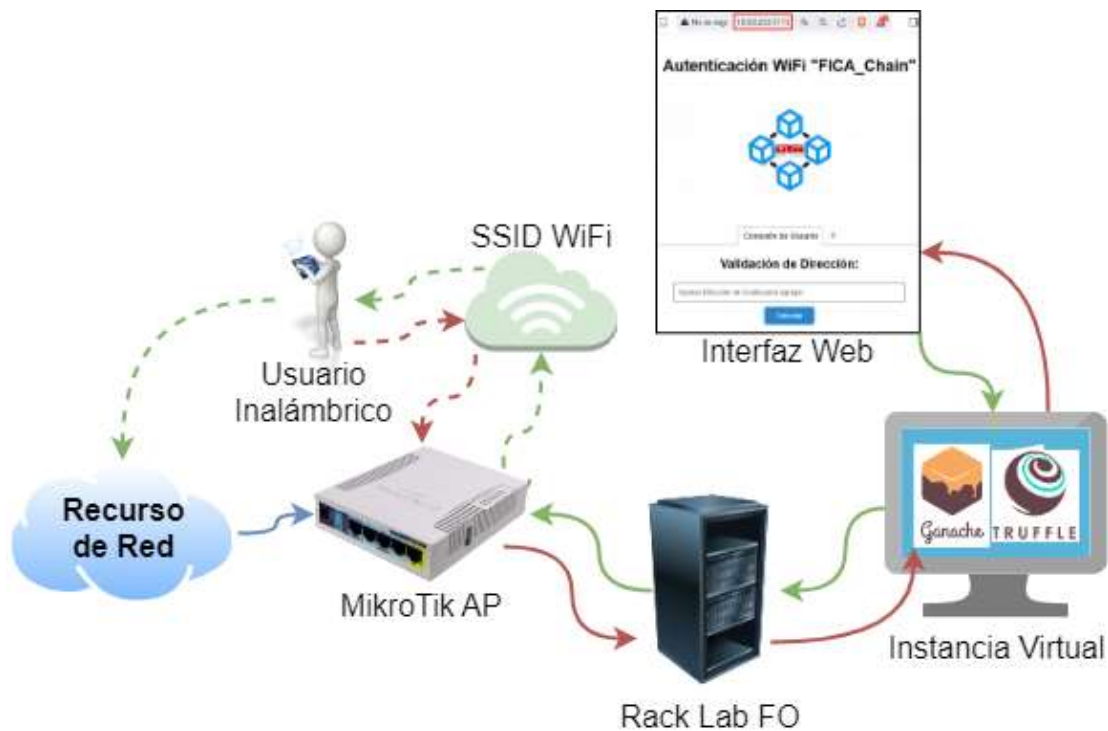 Autenticación WiFi "FICA_Chain"
Validación de Dirección:
Interfaz Web
SSID WiFi
Usuario
Inalámbrico
Recurso
de Red
MikroTik AP
Ganache
TRUFFLE
Instancia Virtual
Rack Lab FO